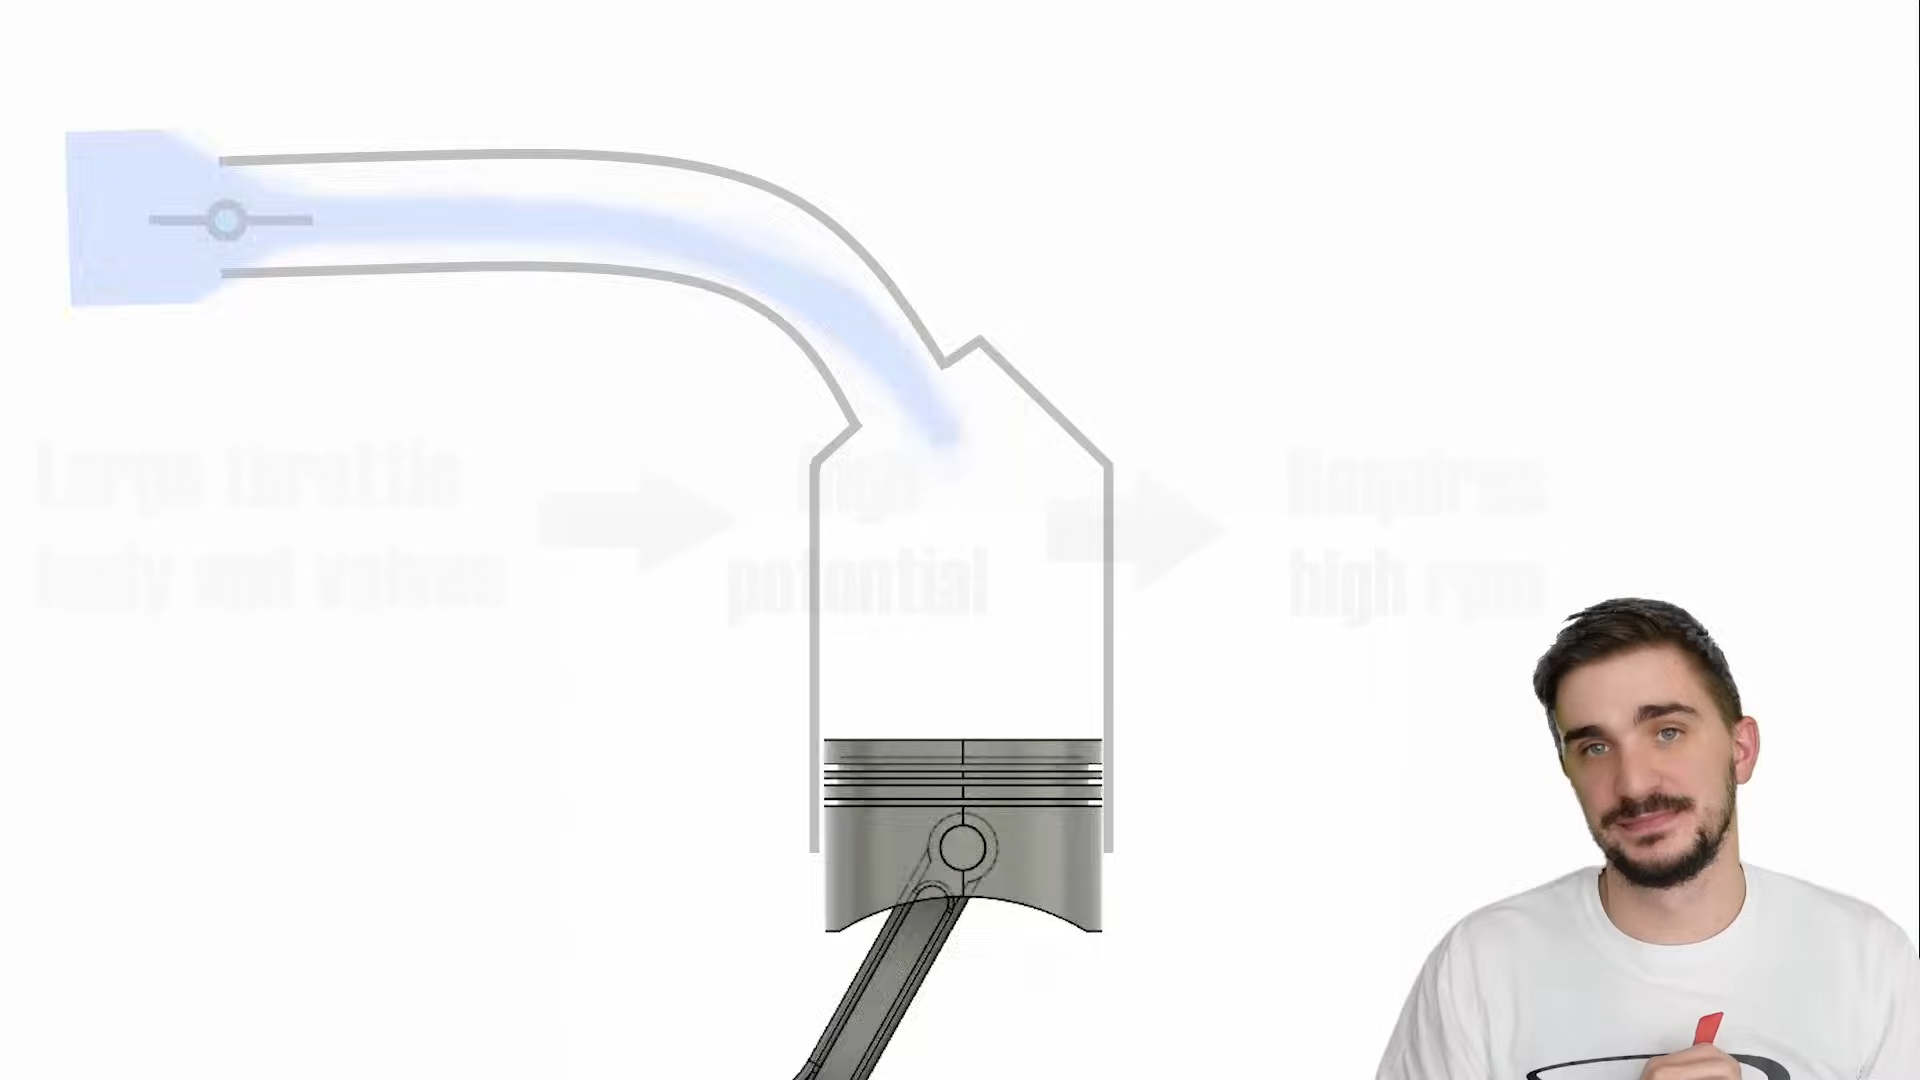 Large throttle
body and valves
high
potential
Requires
high rpm